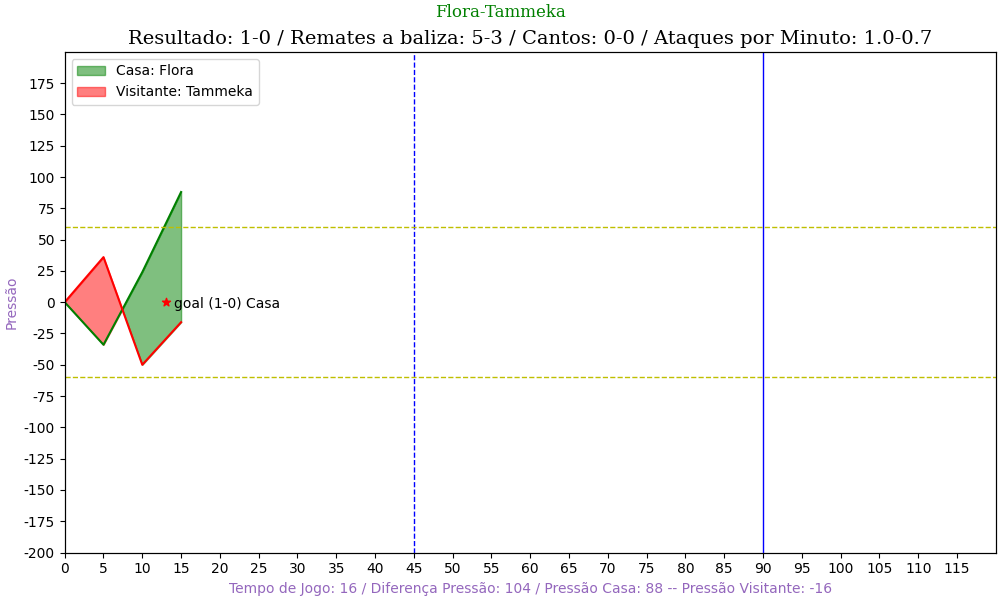 Flora-Tammeka
Resultado: 1-0 / Remates a baliza: 5-3 / Cantos: 0-0 / Ataques por Minuto: 1.0-0.7
Casa: Flora
Visitante: Tammeka
175
150
125
100
75
50
25
0
-25
-50
-75
-100
-125
-150
-175
-200
Pressão
goal (1-0) Casa
0 5 10 15 20 25 30 35 40 45 50 55 60 65 70 75 80 85 90 95 100 105 110 115
Tempo de Jogo: 16 / Diferença Pressão: 104 / Pressão Casa: 88 -- Pressão Visitante: -16